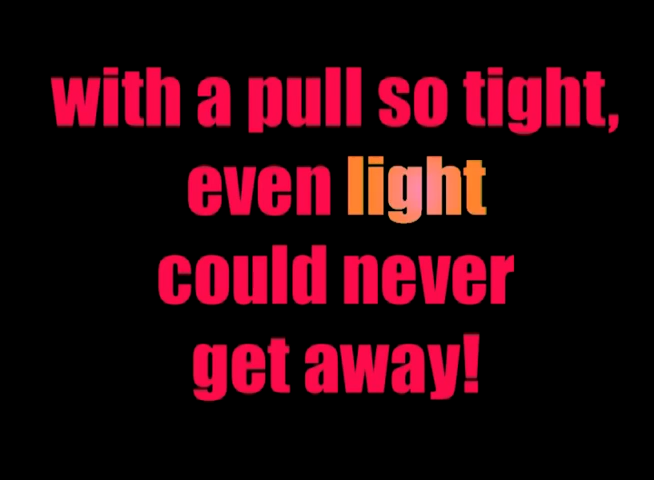 with a pull so tight,
even light
could never
get away!